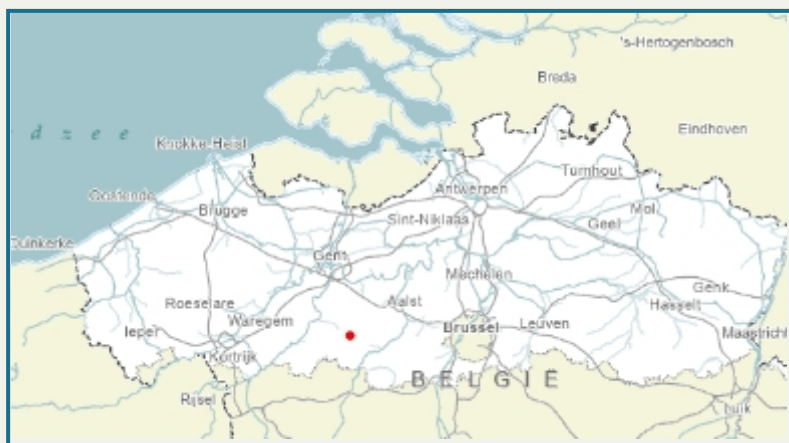 's-Hertogenbosch
Breda
d z e e
Eindhoven
Knokke-Heist
Turnhout
Antwerpen
Oostende
Brugge
Mol
Sint-Niklaas
Geel
Duinkerke
Gent
Mechelen
Genk
Roeselare
Aalst
Hasselt
Waregem
Ieper
Brussel
Leuven
Maastricht
Kortrijk
BELGIË
Rijsel
Luik